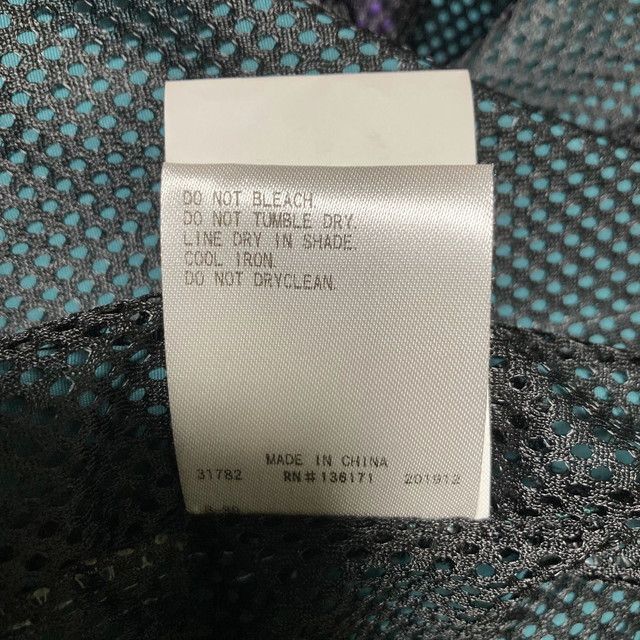 DO NOT BLEACH.
DO NOT TUMBLE DRY.
LINE DRY IN SHADE.
COOL IRON.
DO NOT DRYCLEAN.
MADE IN CHINA
31782 RN#136171 201912